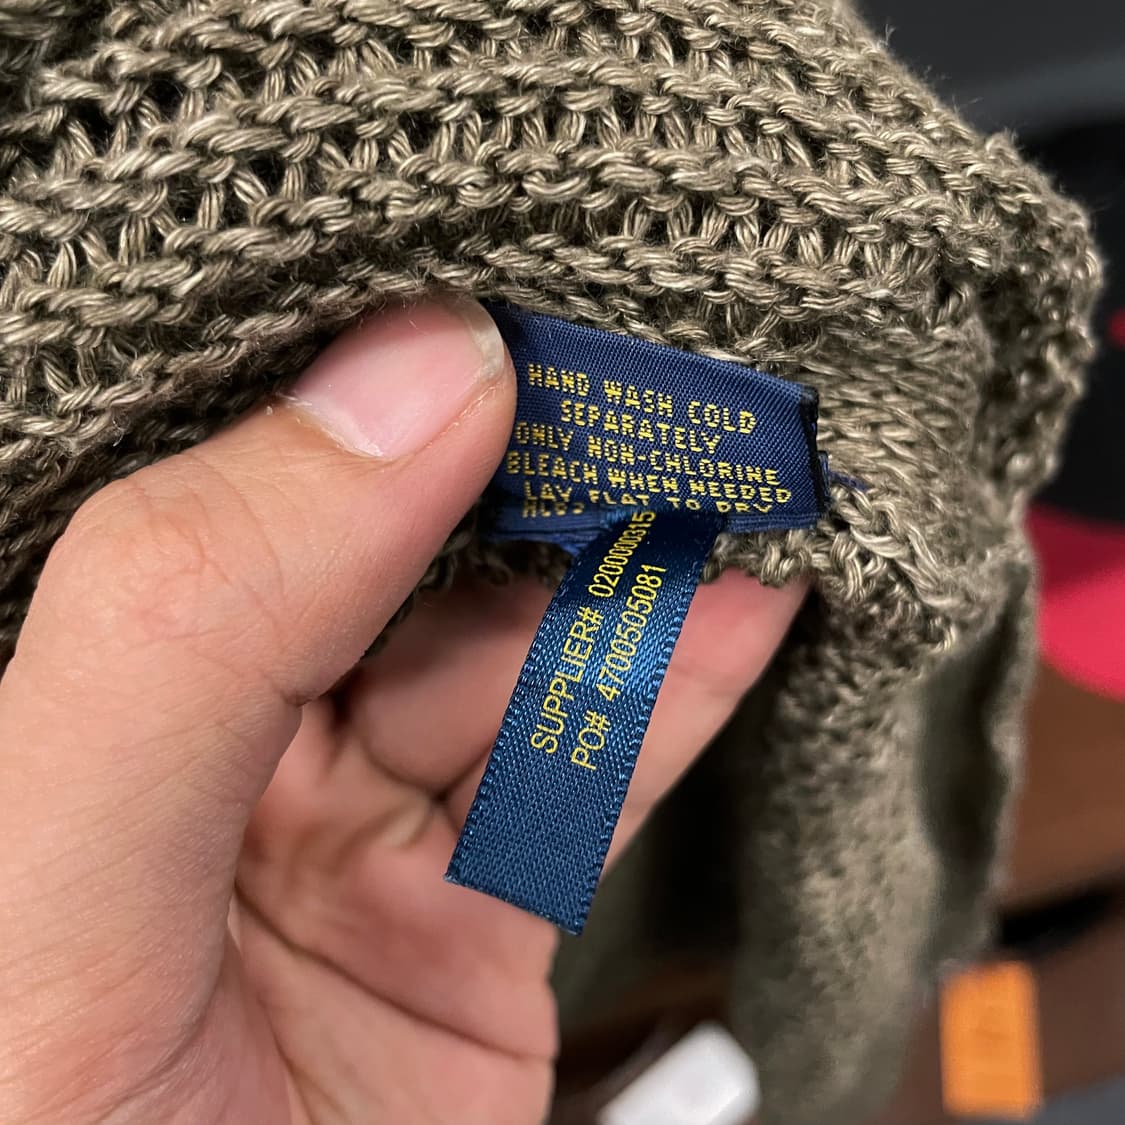 HAND WASH COLD
SEPARATELY
ONLY NON-CHLORINE
BLEACH WHEN NEEDED
LAY FLAT TO DRY
SUPPLIER# 0200000315
PO# 4700505081